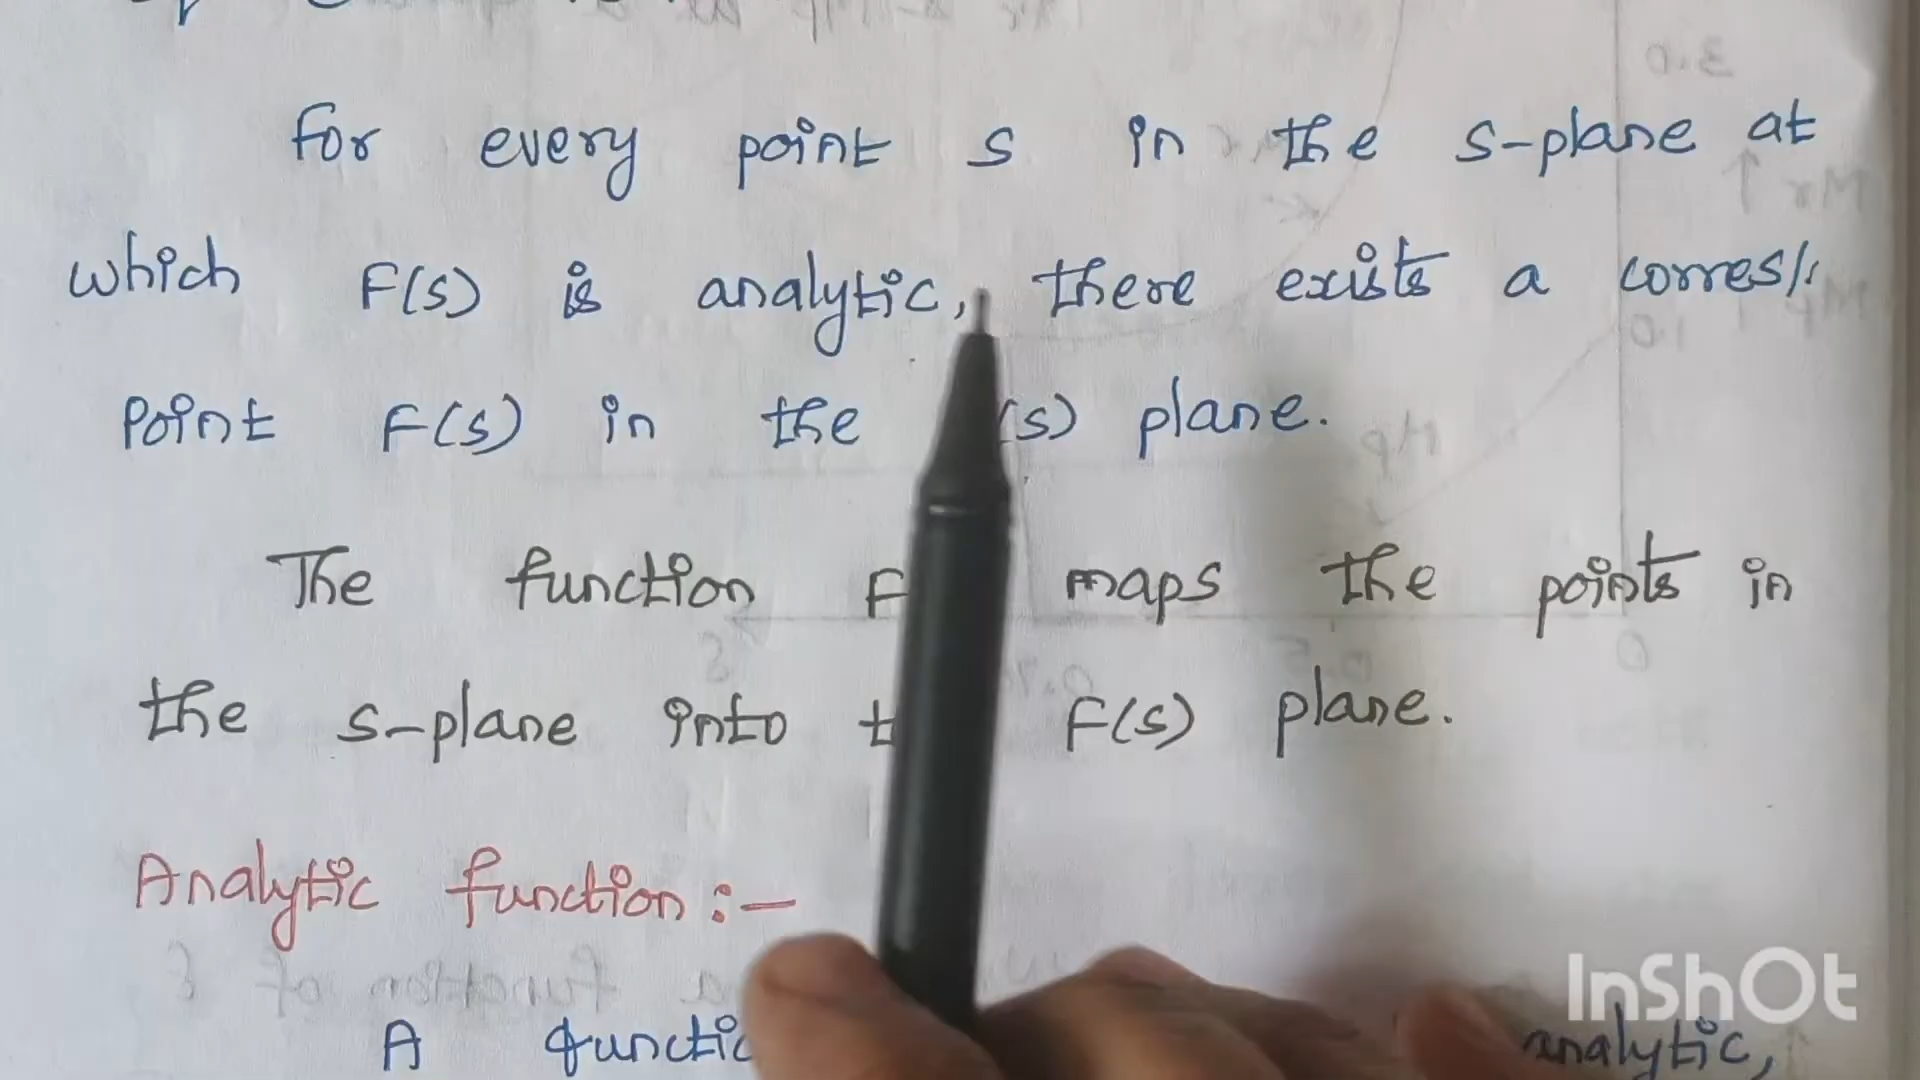 For every point s in the s-plane at
which F(s) is analytic, there exists a corres/:
Point F(s) in the (s) plane.
The function F maps the points in
the s-plane into F(s) plane.
Analytic function :-
A analytic,
InShOt